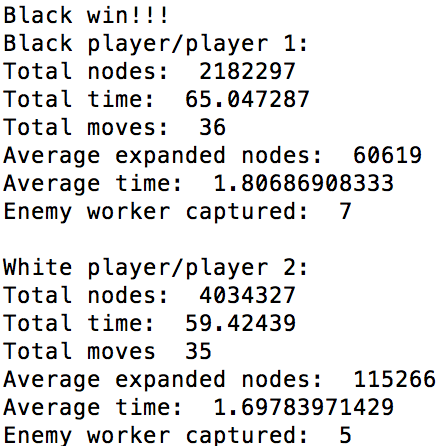 Black win!!!
Black player/player 1:
Total nodes:  2182297
Total time:  65.047287
Total moves:  36
Average expanded nodes:  60619
Average time:  1.80686908333
Enemy worker captured:  7

White player/player 2:
Total nodes:  4034327
Total time:  59.42439
Total moves  35
Average expanded nodes:  115266
Average time:  1.69783971429
Enemy worker captured:  5